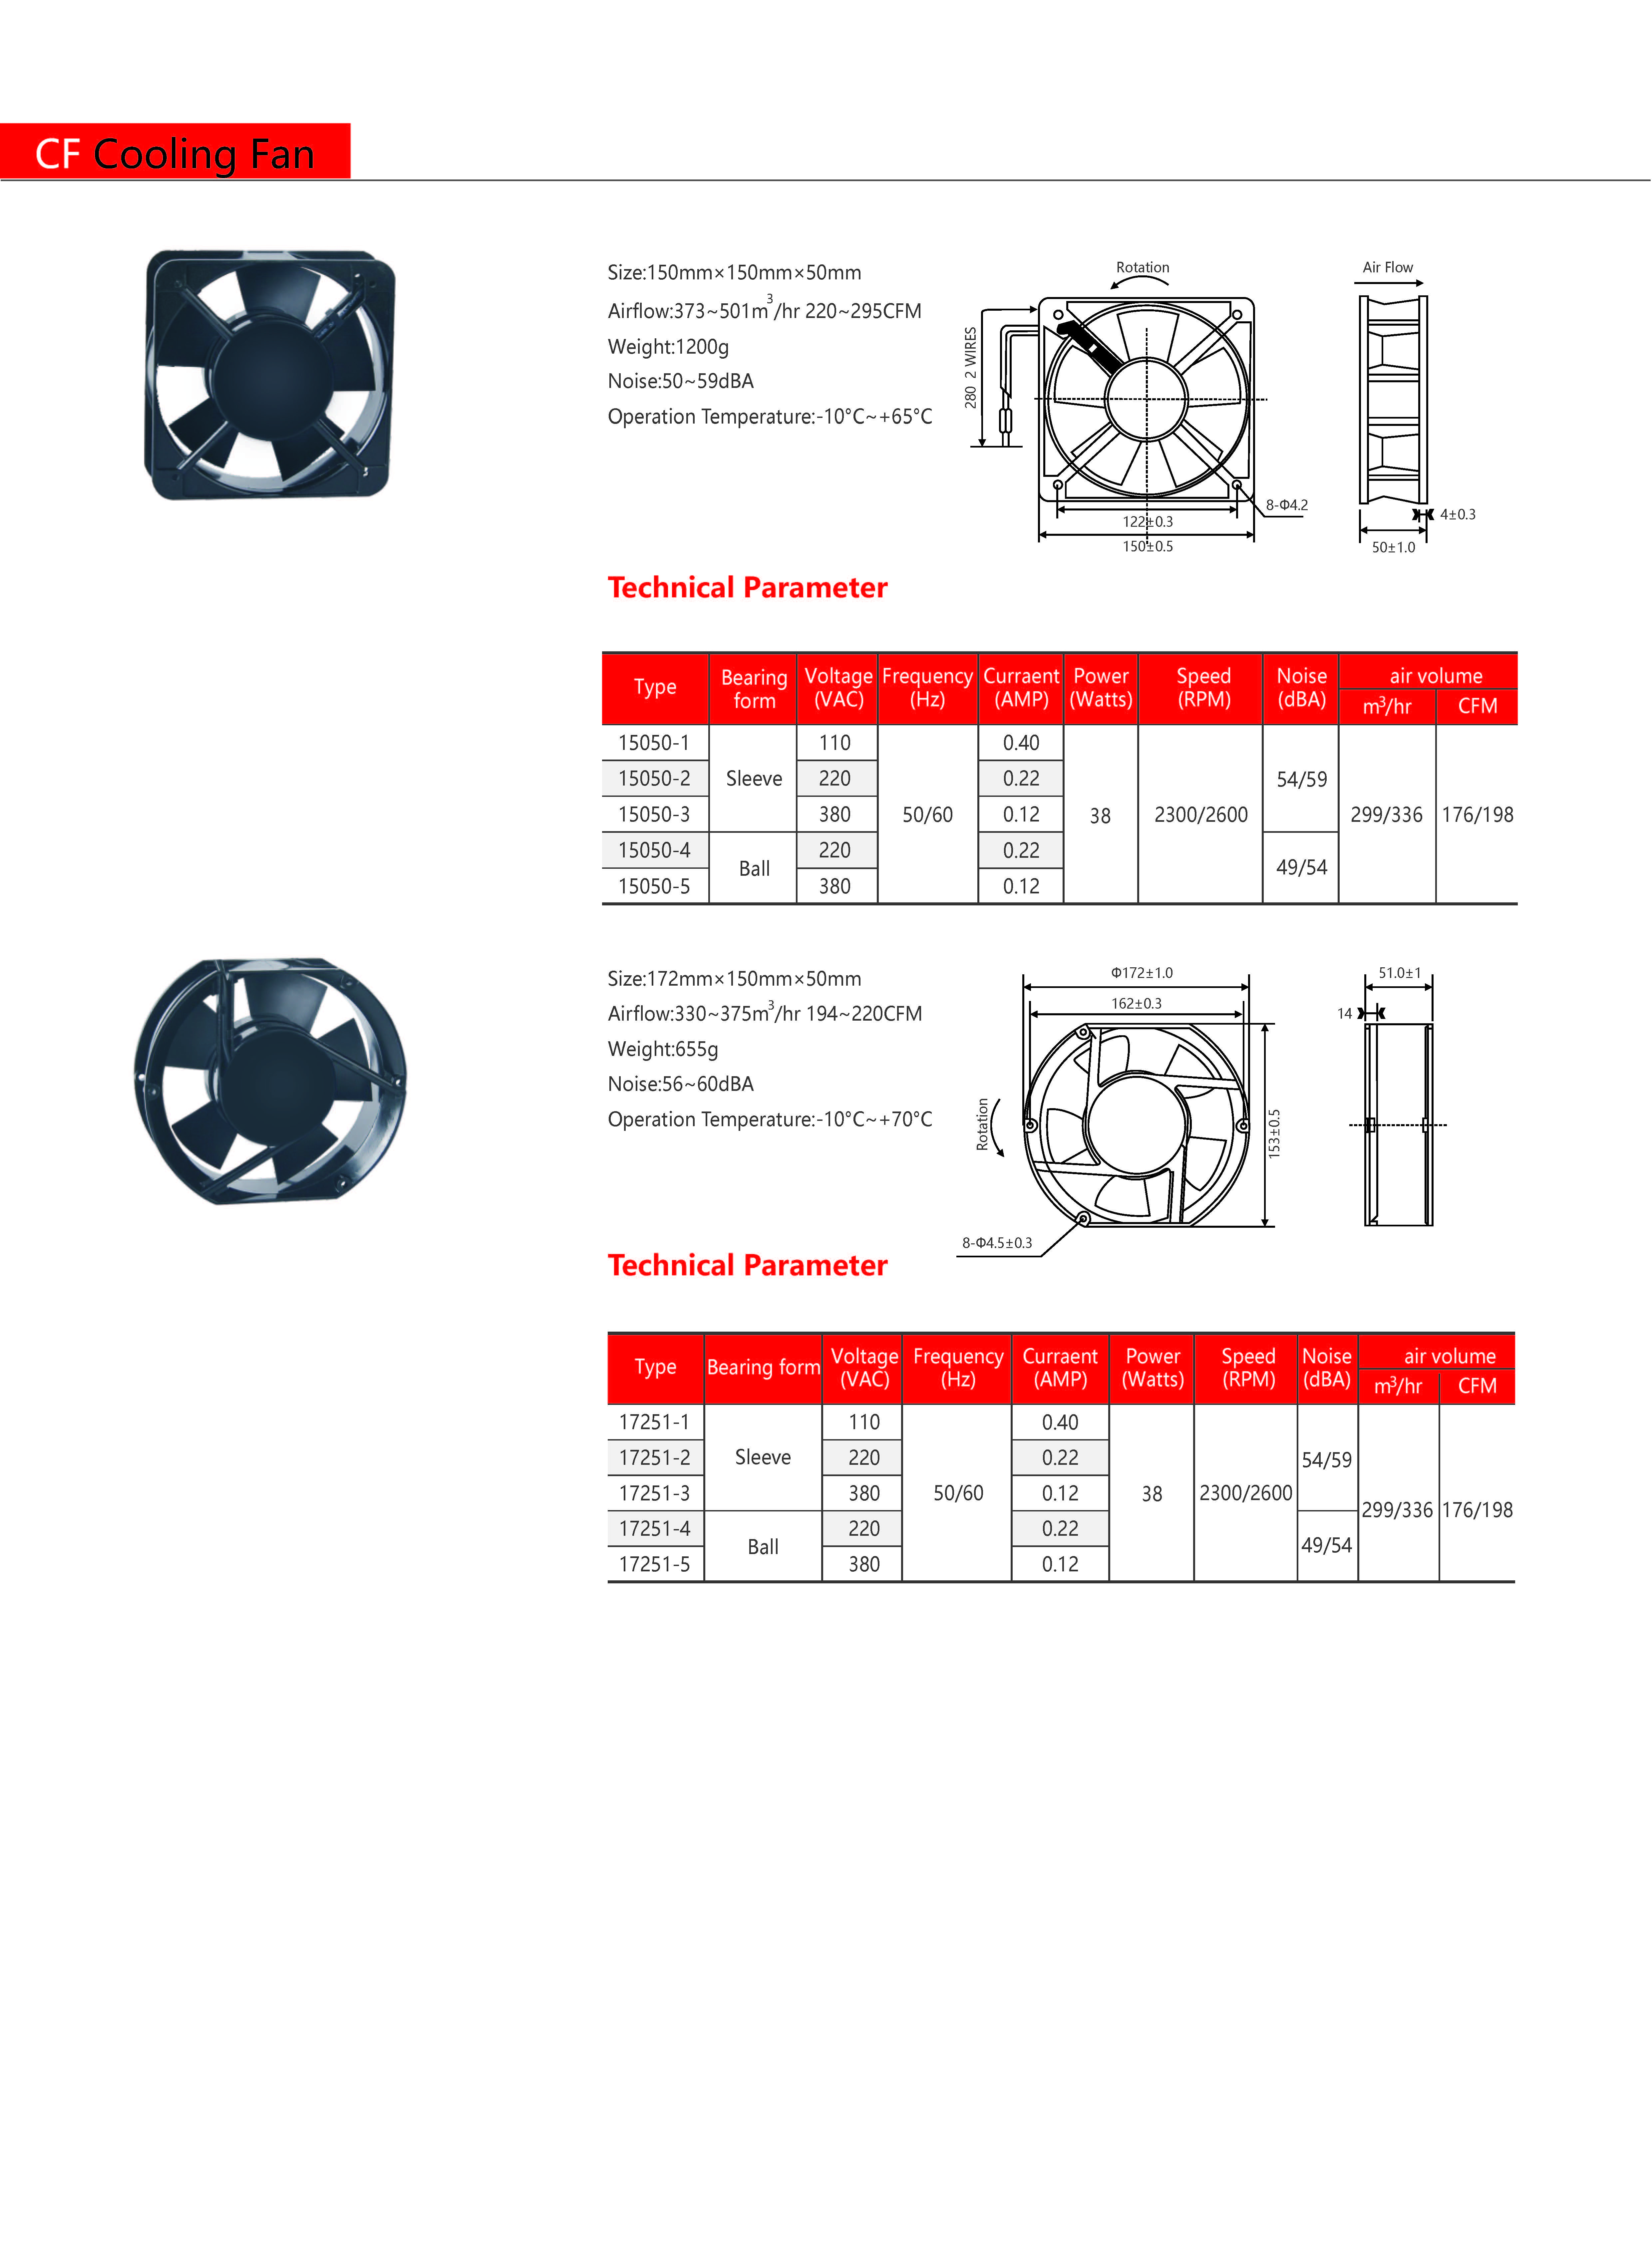 CF Cooling Fan
Size:150mm×150mm×50mm
Airflow:373~501m³/hr 220~295CFM
Weight:1200g
Noise:50~59dBA
Operation Temperature:-10°C~+65°C
Rotation
Air Flow
280 2 WIRES
8-Φ4.2
122±0.3
150±0.5
4±0.3
50±1.0
Technical Parameter
Type Bearing form Voltage (VAC) Frequency (Hz) Curraent (AMP) Power (Watts) Speed (RPM) Noise (dBA) air volume
m³/hr CFM
15050-1 110 0.40
15050-2 Sleeve 220 0.22 54/59
15050-3 380 50/60 0.12 38 2300/2600 299/336 176/198
15050-4 220 0.22
Ball 49/54
15050-5 380 0.12
Size:172mm×150mm×50mm
Airflow:330~375m³/hr 194~220CFM
Weight:655g
Noise:56~60dBA
Operation Temperature:-10°C~+70°C
Φ172±1.0
162±0.3
51.0±1
14
Rotation
153±0.5
8-Φ4.5±0.3
Technical Parameter
Type Bearing form Voltage (VAC) Frequency (Hz) Curraent (AMP) Power (Watts) Speed (RPM) Noise (dBA) air volume
m³/hr CFM
17251-1 110 0.40
17251-2 Sleeve 220 0.22 54/59
17251-3 380 50/60 0.12 38 2300/2600 299/336 176/198
17251-4 220 0.22
Ball 49/54
17251-5 380 0.12